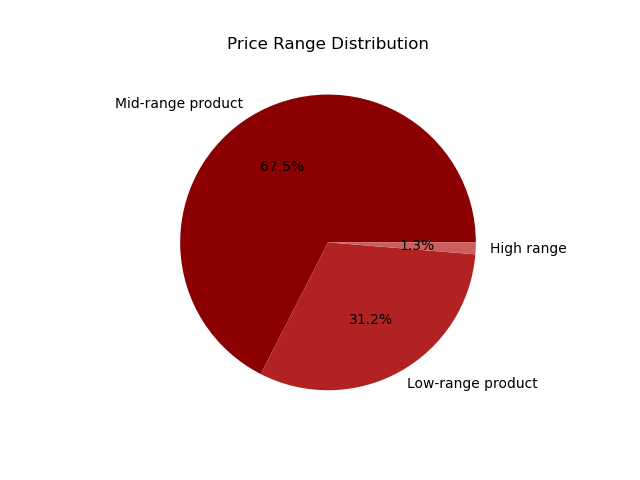 Price Range Distribution
Mid-range product
67.5%
1.3%
High range
31.2%
Low-range product